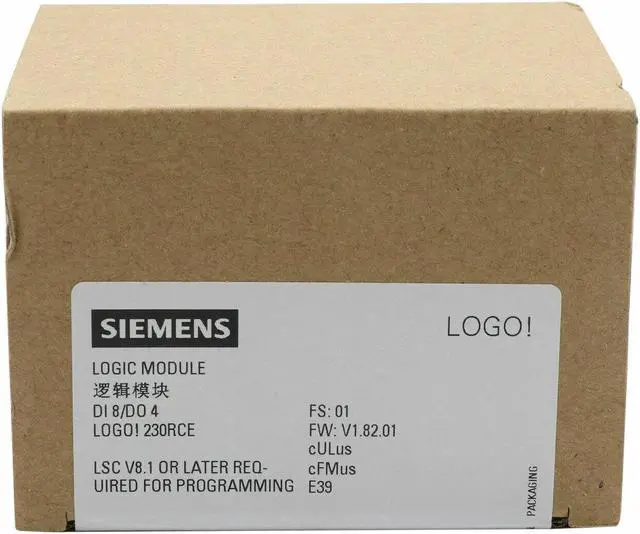 SIEMENS
LOGO!
LOGIC MODULE
逻辑模块
DI 8/DO 4
FS: 01
LOGO! 230RCE
FW: V1.82.01
cULus
LSC V8.1 OR LATER REQ-
cFMus
UIRED FOR PROGRAMMING
E39
PACKAGING